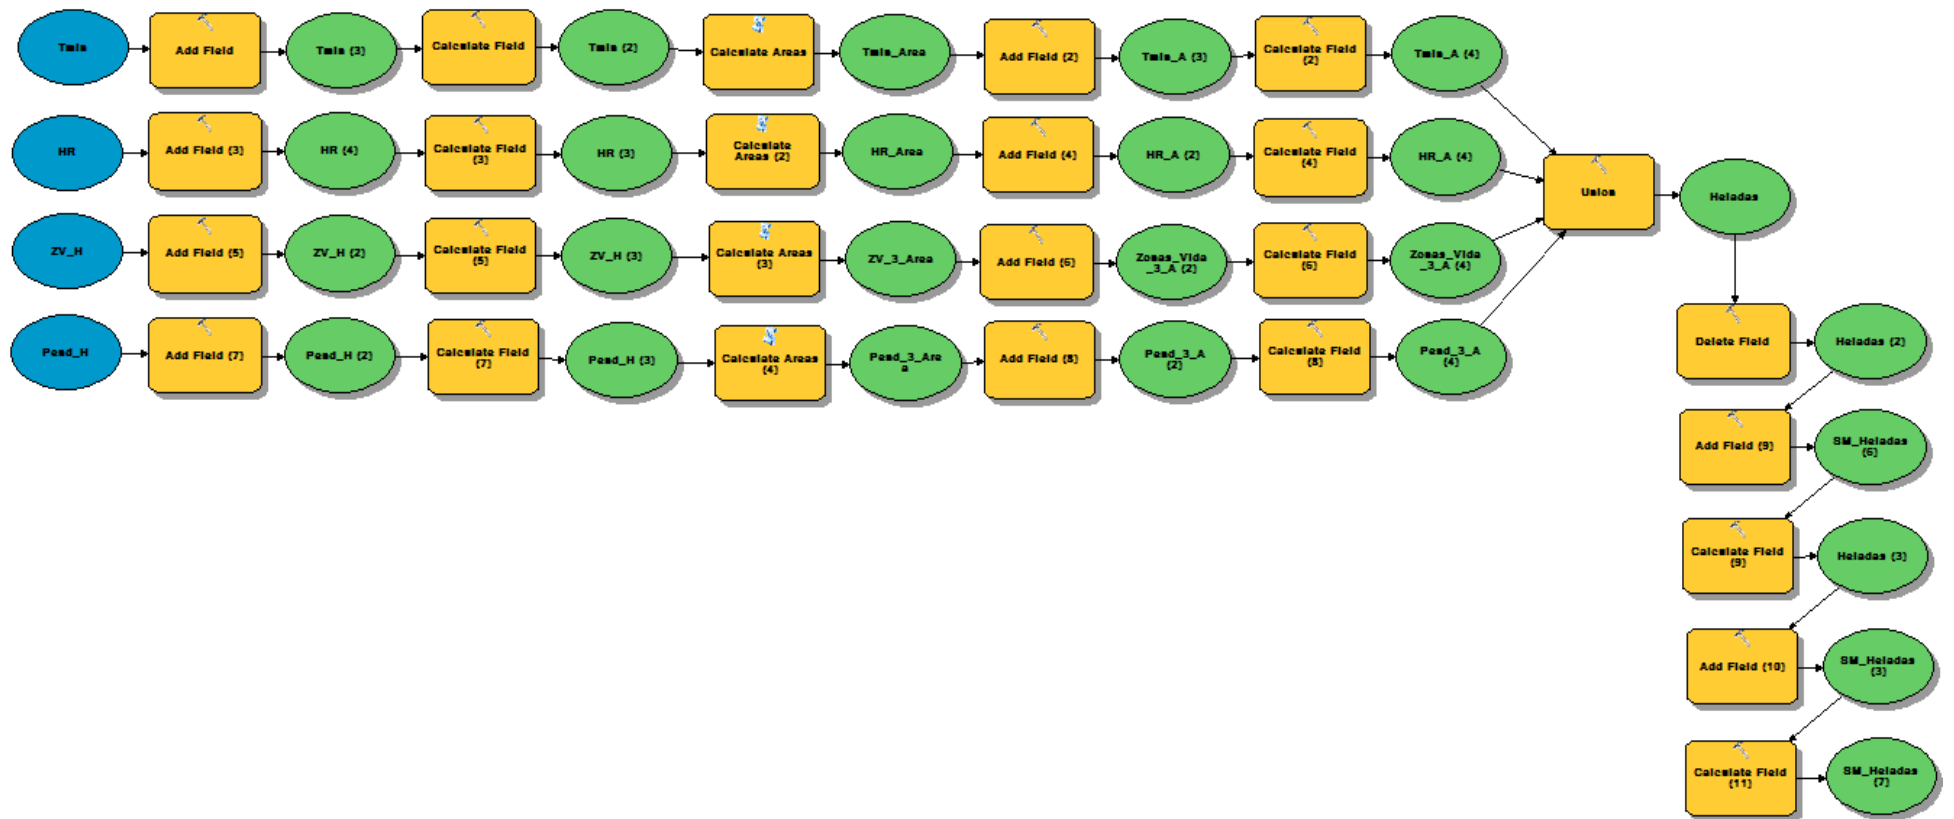 Tmin
Add Field
Tmin (3)
Calculate Field
Tmin (2)
Calculate Areas
Tmin_Area
Add Field (2)
Tmin_A (3)
Calculate Field
(2)
Tmin_A (4)
HR
Add Field (3)
HR (4)
Calculate Field
(3)
HR (3)
Calculate
Areas (2)
HR_Area
Add Field (4)
HR_A (2)
Calculate Field
(4)
HR_A (4)
Union
Heladas
ZV_H
Add Field (5)
ZV_H (2)
Calculate Field
(5)
ZV_H (3)
Calculate Areas
(3)
ZV_3_Area
Add Field (6)
Zonas_Vida
_3_A (2)
Calculate Field
(6)
Zonas_Vida
_3_A (4)
Pend_H
Add Field (7)
Pend_H (2)
Calculate Field
(7)
Pend_H (3)
Calculate Areas
(4)
Pend_3_Are
a
Add Field (8)
Pend_3_A
(2)
Calculate Field
(8)
Pend_3_A
(4)
Delete Field
Heladas (2)
Add Field (9)
SM_Heladas
(6)
Calculate Field
(9)
Heladas (3)
Add Field (10)
SM_Heladas
(3)
Calculate Field
(11)
SM_Heladas
(7)